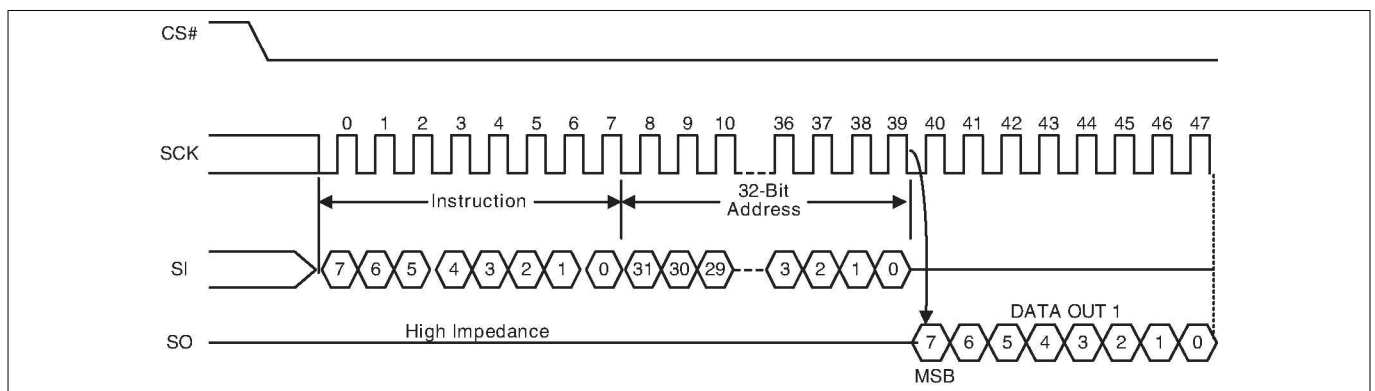 CS#
0 1 2 3 4 5 6 7 8 9 10 36 37 38 39 40 41 42 43 44 45 46 47
SCK
Instruction
32-Bit
Address
SI 7 6 5 4 3 2 1 0 31 30 29 3 2 1 0
DATA OUT 1
High Impedance
SO 7 6 5 4 3 2 1 0
MSB